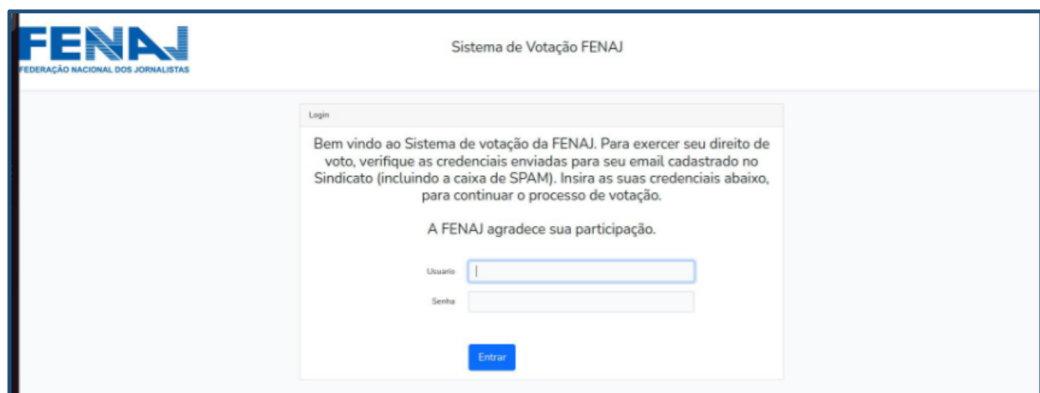 FENAJ
FEDERAÇÃO NACIONAL DOS JORNALISTAS
Sistema de Votação FENAJ
Login
Bem vindo ao Sistema de votação da FENAJ. Para exercer seu direito de
voto, verifique as credenciais enviadas para seu email cadastrado no
Sindicato (incluindo a caixa de SPAM). Insira as suas credenciais abaixo,
para continuar o processo de votação.
A FENAJ agradece sua participação.
Usuario
Senha
Entrar